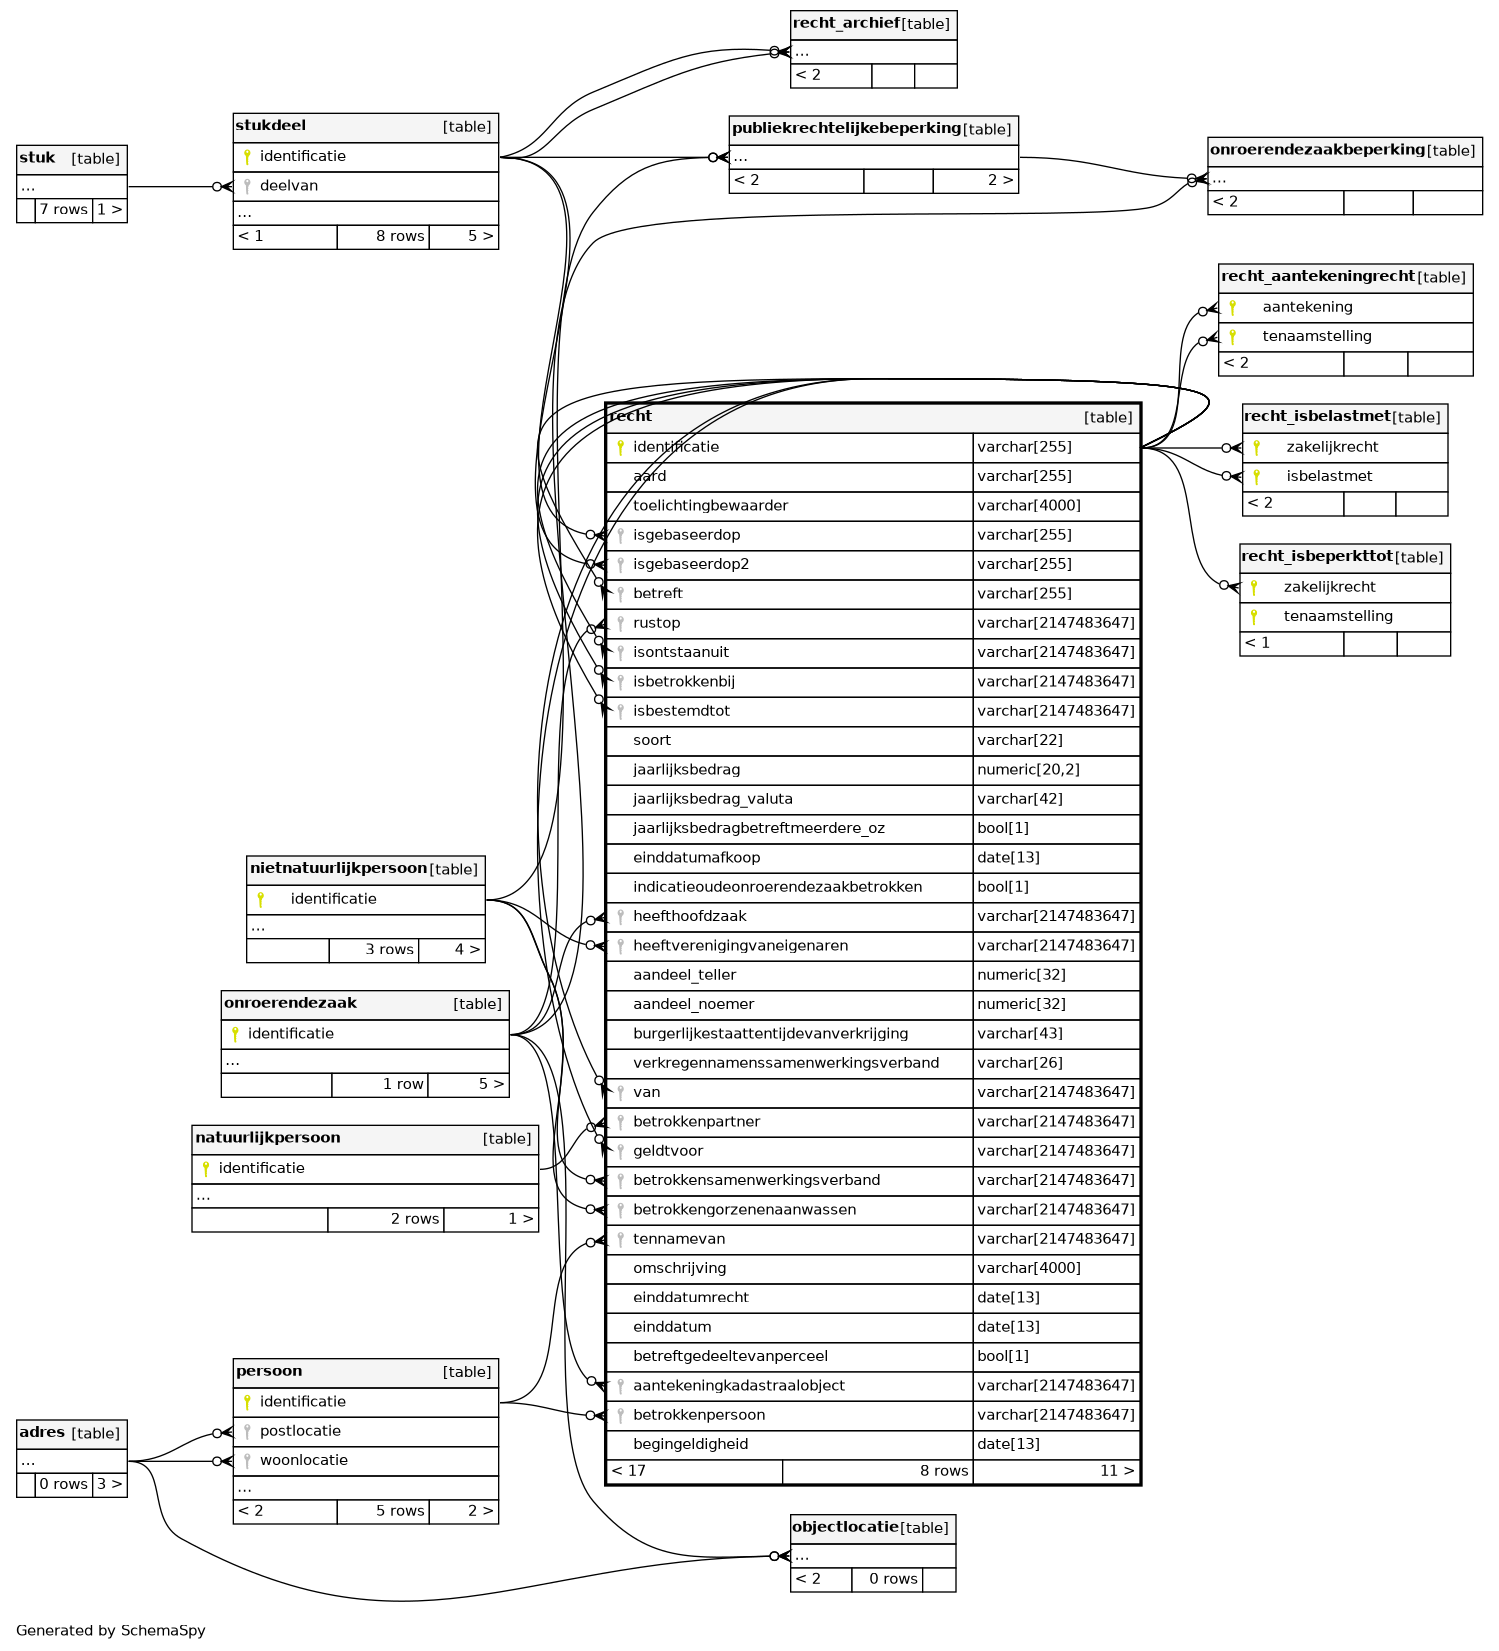 recht_archief [table]
...
< 2
stukdeel [table]
identificatie
deelvan
...
< 1 8 rows 5 >
publiekrechtelijkebeperking [table]
...
< 2 2 >
stuk [table]
...
7 rows 1 >
onroerendezaakbeperking [table]
...
< 2
recht_aantekeningrecht [table]
aantekening
tenaamstelling
< 2
recht [table]
identificatie varchar[255]
aard varchar[255]
toelichtingbewaarder varchar[4000]
isgebaseerdop varchar[255]
isgebaseerdop2 varchar[255]
betreft varchar[255]
rustop varchar[2147483647]
isontstaanuit varchar[2147483647]
isbetrokkenbij varchar[2147483647]
isbestemdtot varchar[2147483647]
soort varchar[22]
jaarlijksbedrag numeric[20,2]
jaarlijksbedrag_valuta varchar[42]
jaarlijksbedragbetreftmeerdere_oz bool[1]
einddatumafkoop date[13]
indicatieoudeonroerendezaakbetrokken bool[1]
heefthoofdzaak varchar[2147483647]
heeftverenigingvaneigenaren varchar[2147483647]
aandeel_teller numeric[32]
aandeel_noemer numeric[32]
burgerlijkestaattentijdevanverkrijging varchar[43]
verkregennamenssamenwerkingsverband varchar[26]
van varchar[2147483647]
betrokkenpartner varchar[2147483647]
geldtvoor varchar[2147483647]
betrokkensamenwerkingsverband varchar[2147483647]
betrokkengorzenenaanwassen varchar[2147483647]
tennamevan varchar[2147483647]
omschrijving varchar[4000]
einddatumrecht date[13]
einddatum date[13]
betreftgedeeltevanperceel bool[1]
aantekeningkadastraalobject varchar[2147483647]
betrokkenpersoon varchar[2147483647]
begingeldigheid date[13]
< 17 8 rows 11 >
recht_isbelastmet [table]
zakelijkrecht
isbelastmet
< 2
recht_isbeperkttot [table]
zakelijkrecht
tenaamstelling
< 1
nietnatuurlijkpersoon [table]
identificatie
...
3 rows 4 >
onroerendezaak [table]
identificatie
...
1 row 5 >
natuurlijkpersoon [table]
identificatie
...
2 rows 1 >
persoon [table]
identificatie
postlocatie
woonlocatie
...
< 2 5 rows 2 >
adres [table]
...
0 rows 3 >
objectlocatie [table]
...
< 2 0 rows
Generated by SchemaSpy